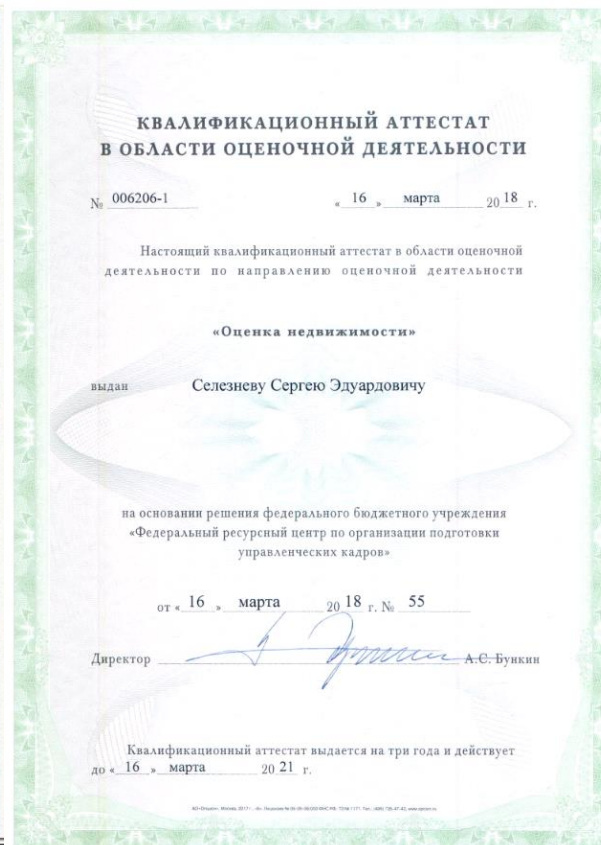 КВАЛИФИКАЦИОННЫЙ АТТЕСТАТ
В ОБЛАСТИ ОЦЕНОЧНОЙ ДЕЯТЕЛЬНОСТИ
№ 006206-1 « 16 » марта 20 18 г.
Настоящий квалификационный аттестат в области оценочной
деятельности по направлению оценочной деятельности
«Оценка недвижимости»
выдан Селезневу Сергею Эдуардовичу
на основании решения федерального бюджетного учреждения
«Федеральный ресурсный центр по организации подготовки
управленческих кадров»
от « 16 » марта 20 18 г. № 55
Директор А.С. Бункин
Квалификационный аттестат выдается на три года и действует
до « 16 » марта 20 21 г.